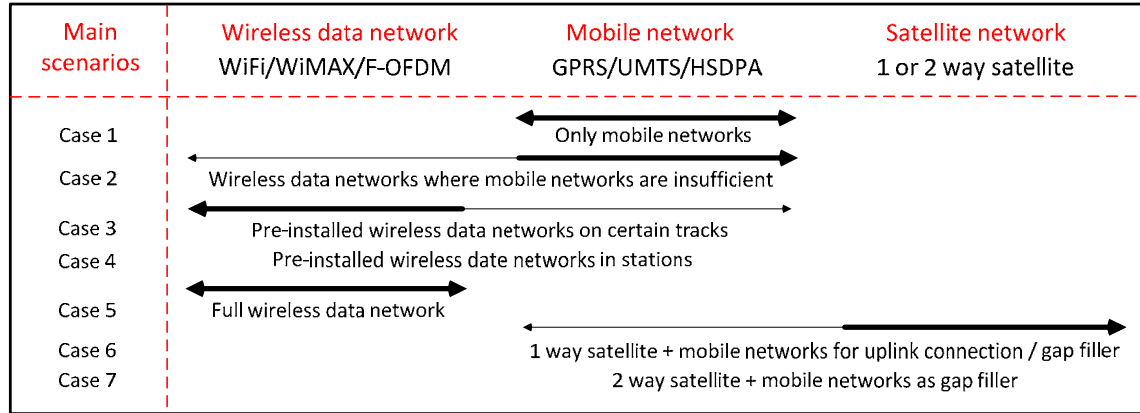 Main scenarios
Wireless data network
WiFi/WiMAX/F-OFDM
Mobile network
GPRS/UMTS/HSDPA
Satellite network
1 or 2 way satellite
Case 1
Only mobile networks
Case 2
Wireless data networks where mobile networks are insufficient
Case 3
Pre-installed wireless data networks on certain tracks
Case 4
Pre-installed wireless date networks in stations
Case 5
Full wireless data network
Case 6
1 way satellite + mobile networks for uplink connection / gap filler
Case 7
2 way satellite + mobile networks as gap filler